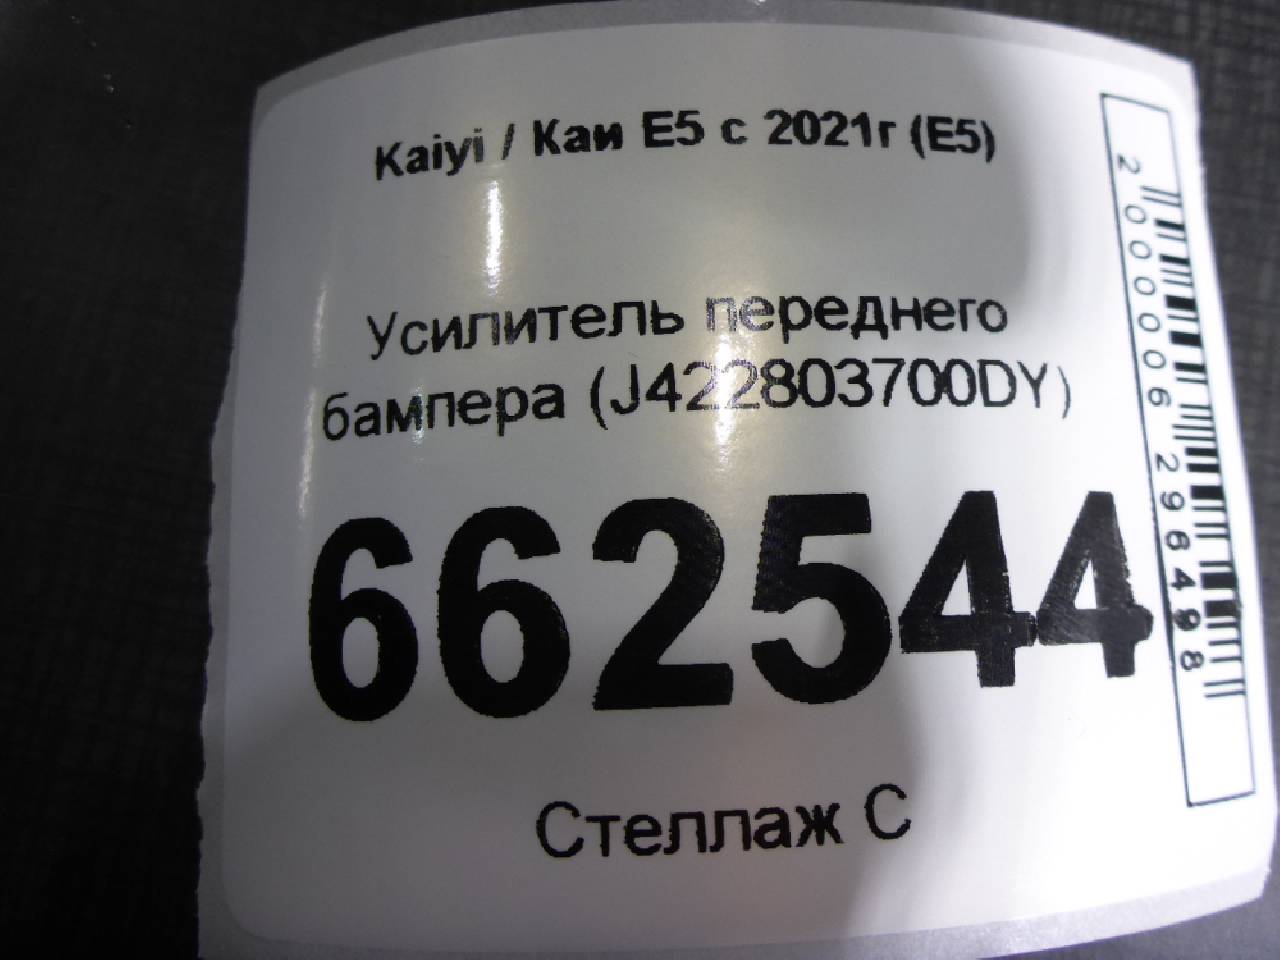 Kaiyi / Каи E5 с 2021г (E5)
Усилитель переднего
бампера (J422803700DY)
662544
Стеллаж С
2000006296498